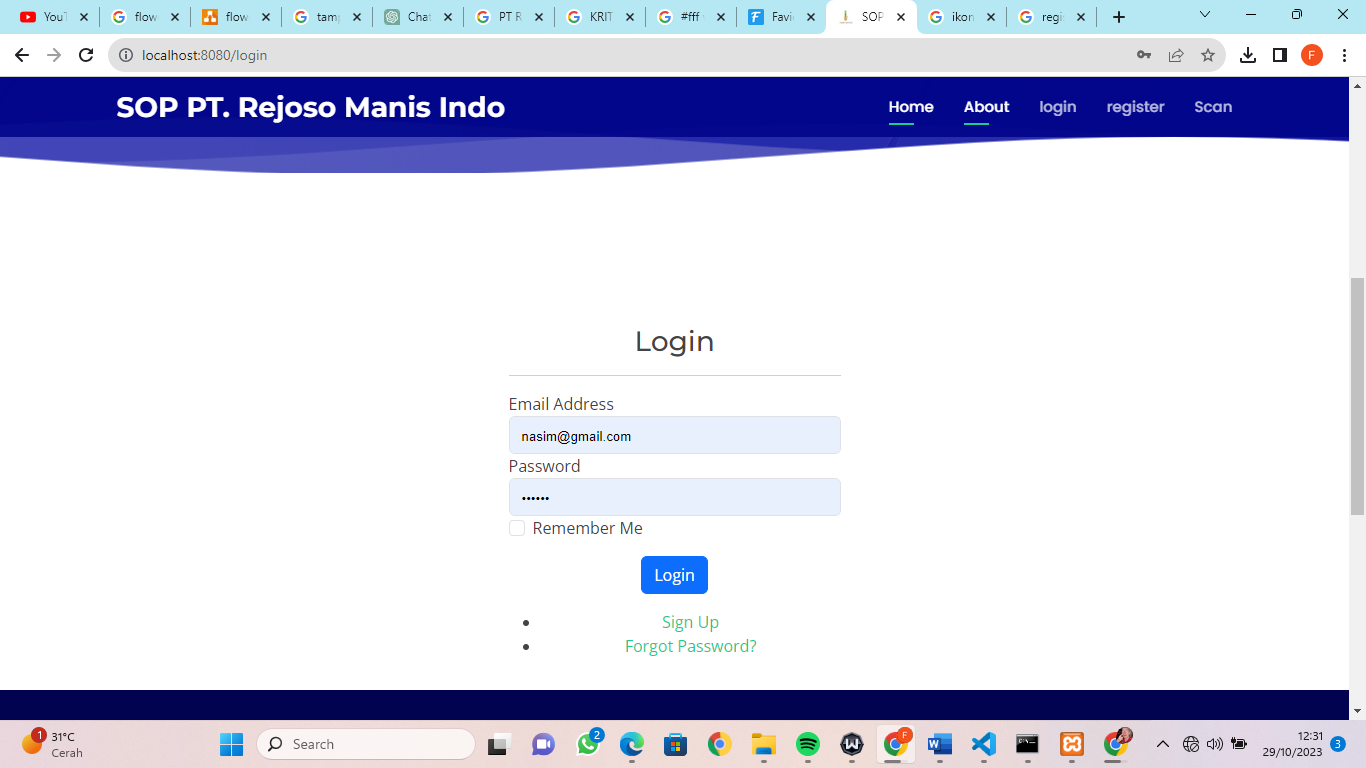 YouT
flow
flow
tamp
Chat
PT R
KRIT
#fff
Favi
SOP
ikon
regi
localhost:8080/login
F
SOP PT. Rejoso Manis Indo
Home
About
login
register
Scan
Login
Email Address
nasim@gmail.com
Password
••••••
Remember Me
Login
Sign Up
Forgot Password?
1
31°C
Cerah
Search
2
F
12:31
29/10/2023
3